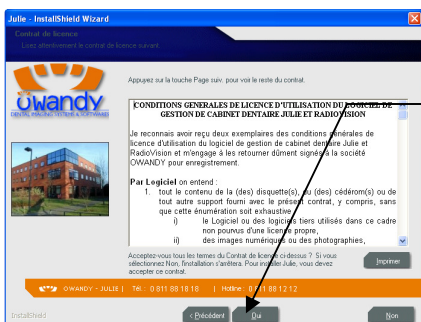 Julie - InstallShield Wizard
Contrat de licence
Lisez attentivement le contrat de licence suivant.
Appuyez sur la touche Page suiv. pour voir le reste du contrat.
owandy
DENTAL IMAGING SYSTEMS & SOFTWARES
CONDITIONS GENERALES DE LICENCE D'UTILISATION DU LOGICIEL DE
GESTION DE CABINET DENTAIRE JULIE ET RADIOVISION
Je reconnais avoir reçu deux exemplaires des conditions générales de
licence d'utilisation du logiciel de gestion de cabinet dentaire Julie et
RadioVision et m'engage à les retourner dûment signés à la société
OWANDY pour enregistrement.
Par Logiciel on entend :
1. tout le contenu de la (des) disquette(s), du (des) cédérom(s) ou de
tout autre support fourni avec le présent contrat, y compris, sans
que cette énumération soit exhaustive :
i) le Logiciel ou des logiciels tiers utilisés dans ce cadre
non pourvus d'une licence propre,
ii) des images numériques ou des photographies,
Acceptez-vous tous les termes du Contrat de licence ci-dessus ? Si vous
sélectionnez Non, l'installation s'arrêtera. Pour installer Julie, vous devez
accepter ce contrat.
Imprimer
OWANDY - JULIE | Tél. : 0 811 88 18 18 | Hotline : 0 811 88 12 12
InstallShield
< Précédent
Oui
Non